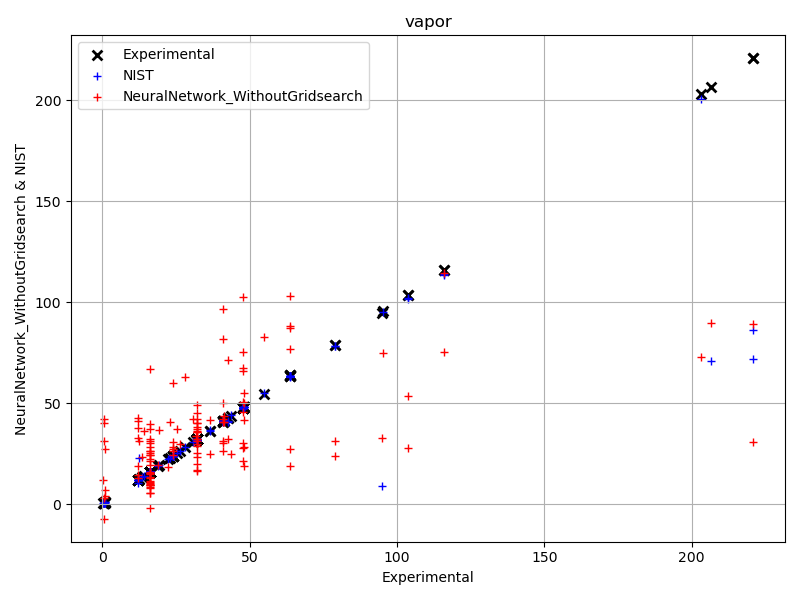 vapor
Experimental
NIST
NeuralNetwork_WithoutGridsearch
200
150
100
50
0
NeuralNetwork_WithoutGridsearch & NIST
0
50
100
150
200
Experimental